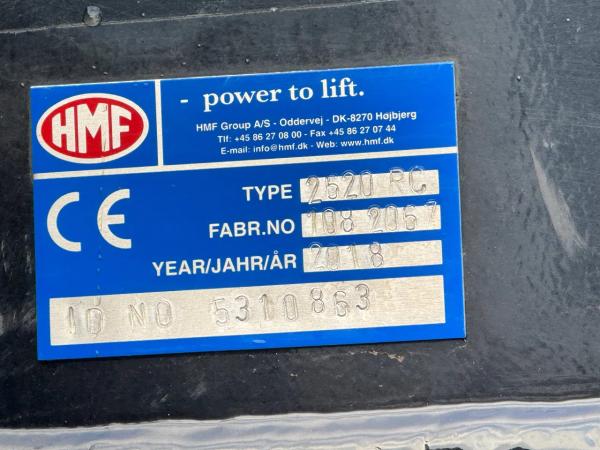 HMF
- power to lift.
HMF Group A/S - Oddervej - DK-8270 Højbjerg
Tlf: +45 86 27 08 00 - Fax +45 86 27 07 44
E-mail: info@hmf.dk - Web: www.hmf.dk
CE
TYPE 2620 RC
FABR.NO 108 2067
YEAR/JAHR/ÅR 2018
ID NO 5310863